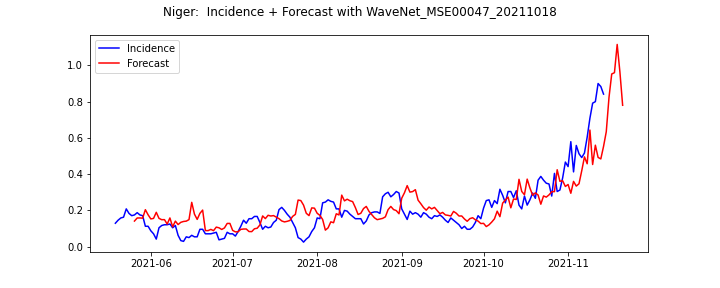 Niger:  Incidence + Forecast with WaveNet_MSE00047_20211018
Incidence
Forecast
1.0
0.8
0.6
0.4
0.2
0.0
2021-06 2021-07 2021-08 2021-09 2021-10 2021-11